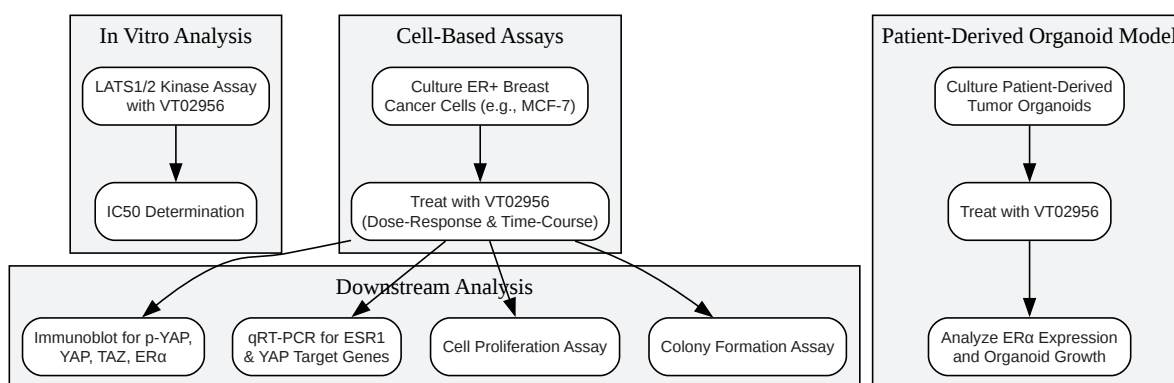 In Vitro Analysis
LATS1/2 Kinase Assay
with VT02956
IC50 Determination
Cell-Based Assays
Culture ER+ Breast
Cancer Cells (e.g., MCF-7)
Treat with VT02956
(Dose-Response & Time-Course)
Downstream Analysis
Immunoblot for p-YAP,
YAP, TAZ, ERα
qRT-PCR for ESR1
& YAP Target Genes
Cell Proliferation Assay
Colony Formation Assay
Patient-Derived Organoid Model
Culture Patient-Derived
Tumor Organoids
Treat with VT02956
Analyze ERα Expression
and Organoid Growth